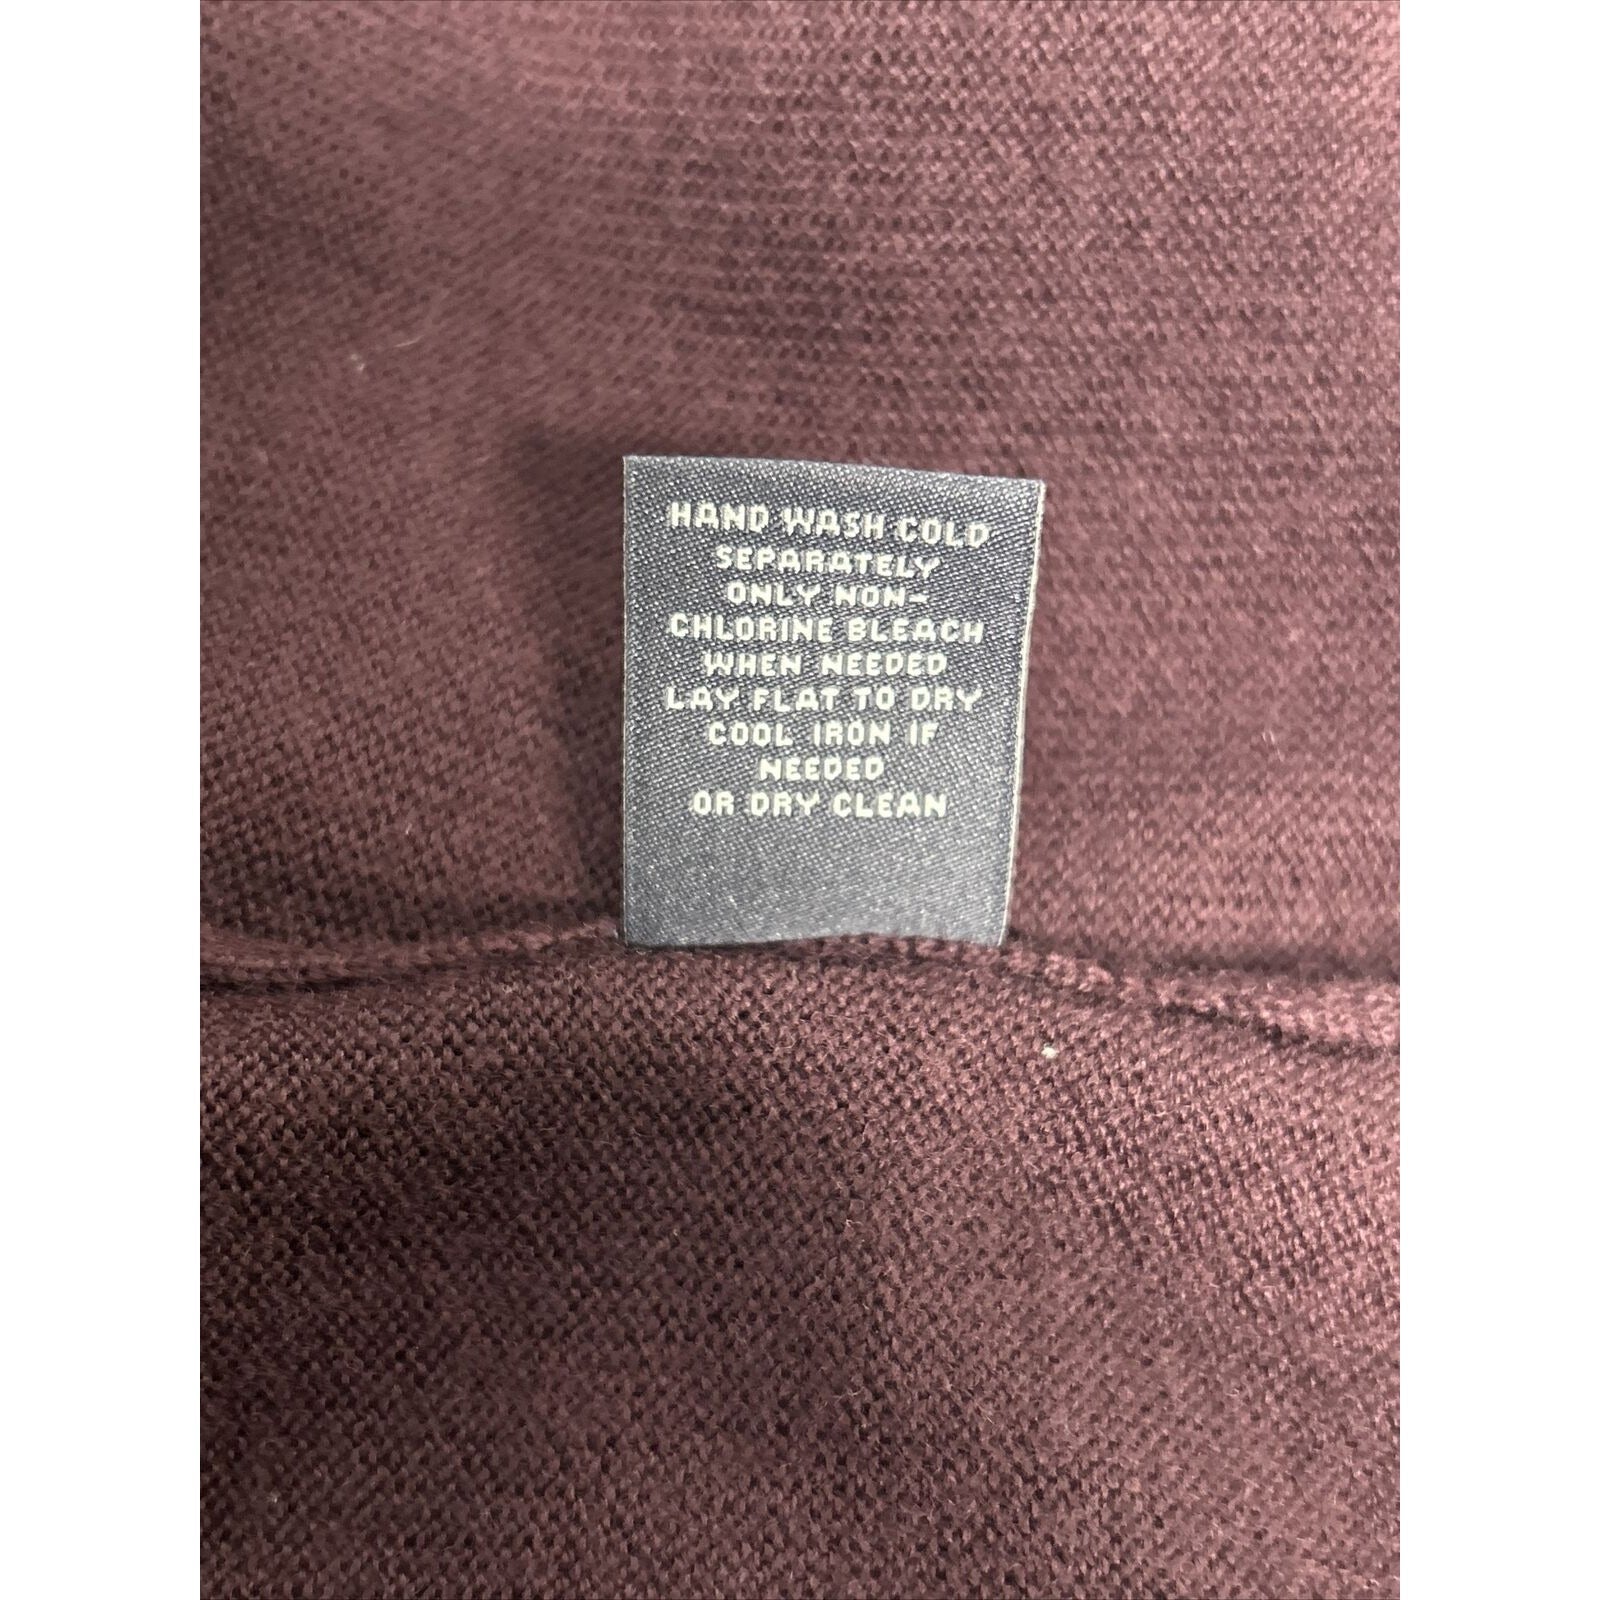 HAND WASH COLD
SEPARATELY
ONLY NON-
CHLORINE BLEACH
WHEN NEEDED
LAY FLAT TO DRY
COOL IRON IF
NEEDED
OR DRY CLEAN